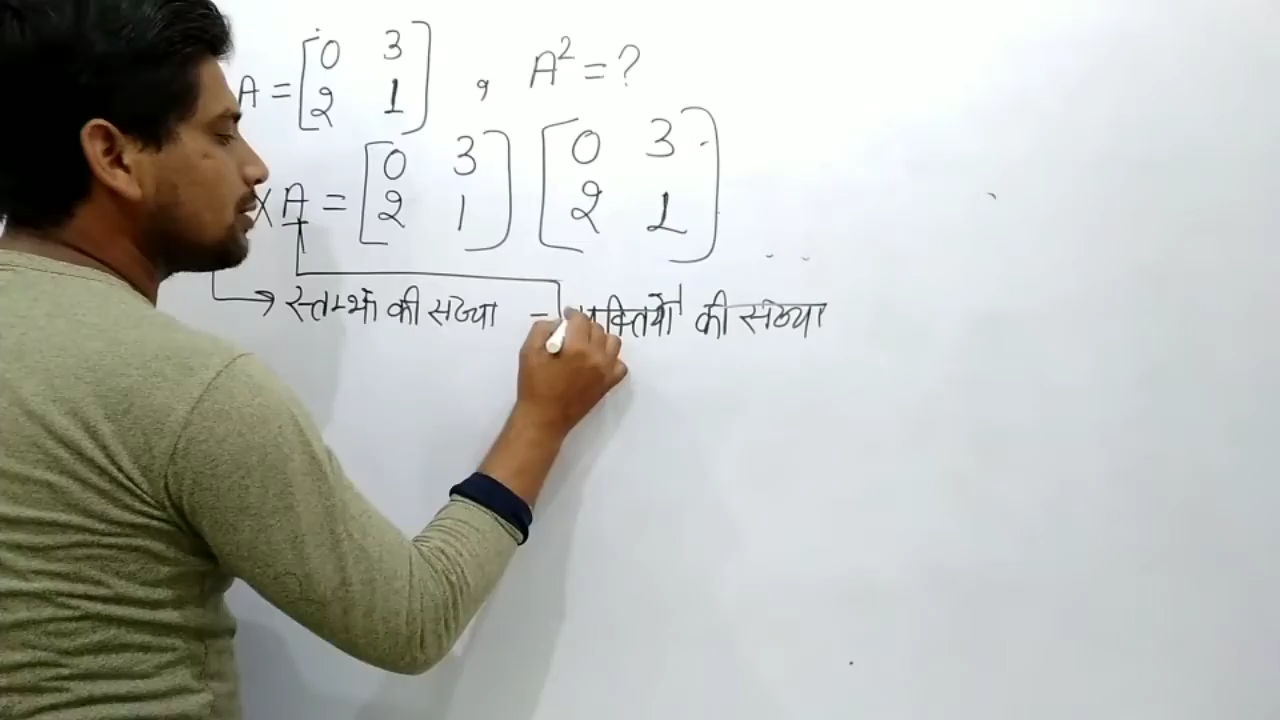 A = [0 3 2 1] , A² = ?
X A = [0 3 2 1] [0 3 2 1]
→ स्तम्भों की संख्या = पंक्तियों की संख्या